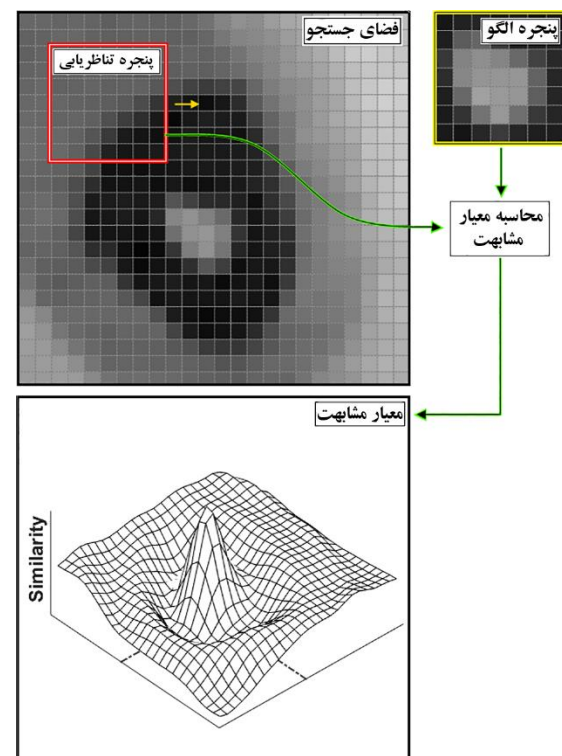 پنجره الگو
فضای جستجو
پنجره تناظریابی
محاسبه معیار
مشابهت
معیار مشابهت
Similarity